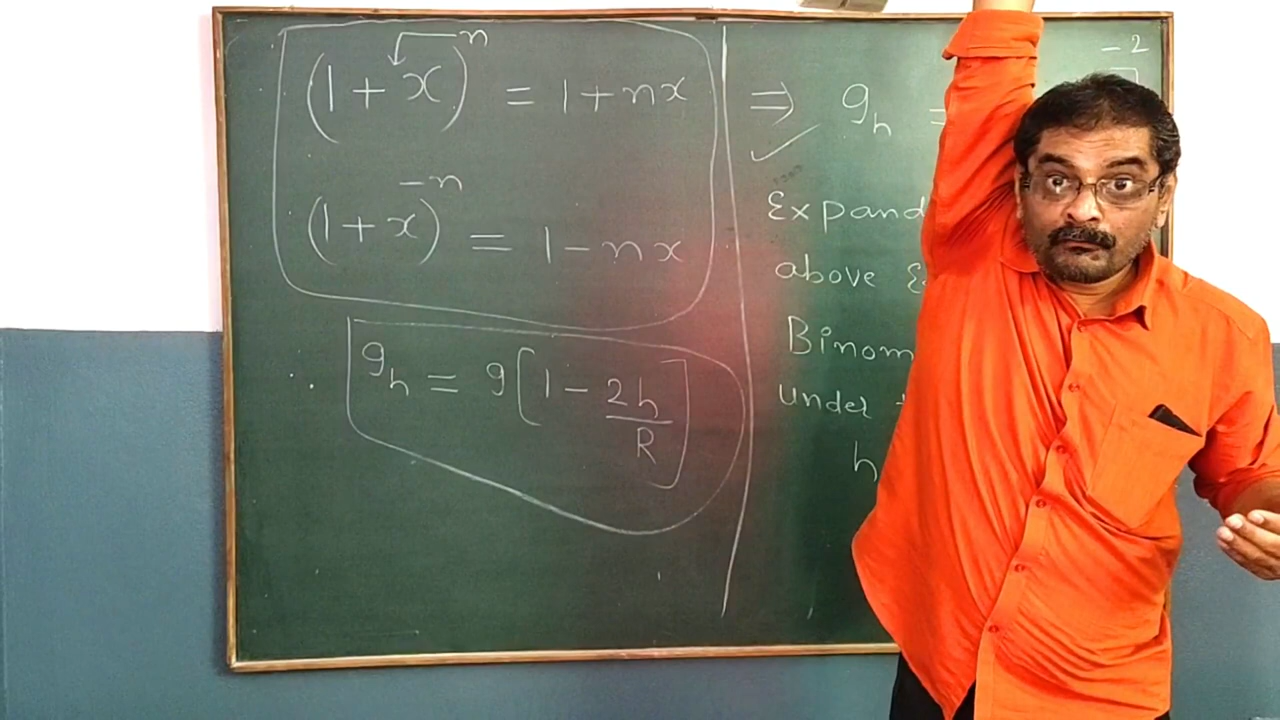 (1 + x)^n = 1 + nx
(1 + x)^-n = 1 - nx
g_h = g[1 - 2h/R]
⇒ g_h =
-2
Expand
above
Binom
under
h